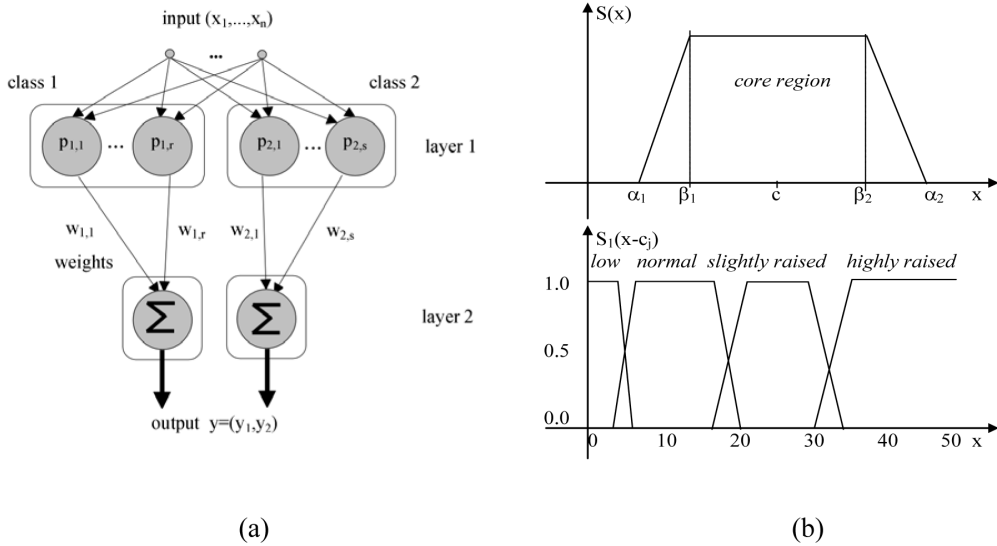 input (x1,...,xn)
...
class 1
class 2
p1,1 ... p1,r
p2,1 ... p2,s
layer 1
w1,1
w1,r
w2,1
w2,s
weights
Σ
Σ
layer 2
output y=(y1,y2)
(a)
S(x)
core region
α1
β1
c
β2
α2
x
S1(x-cj)
low
normal
slightly raised
highly raised
1.0
0.5
0.0
0 10 20 30 40 50 x
(b)